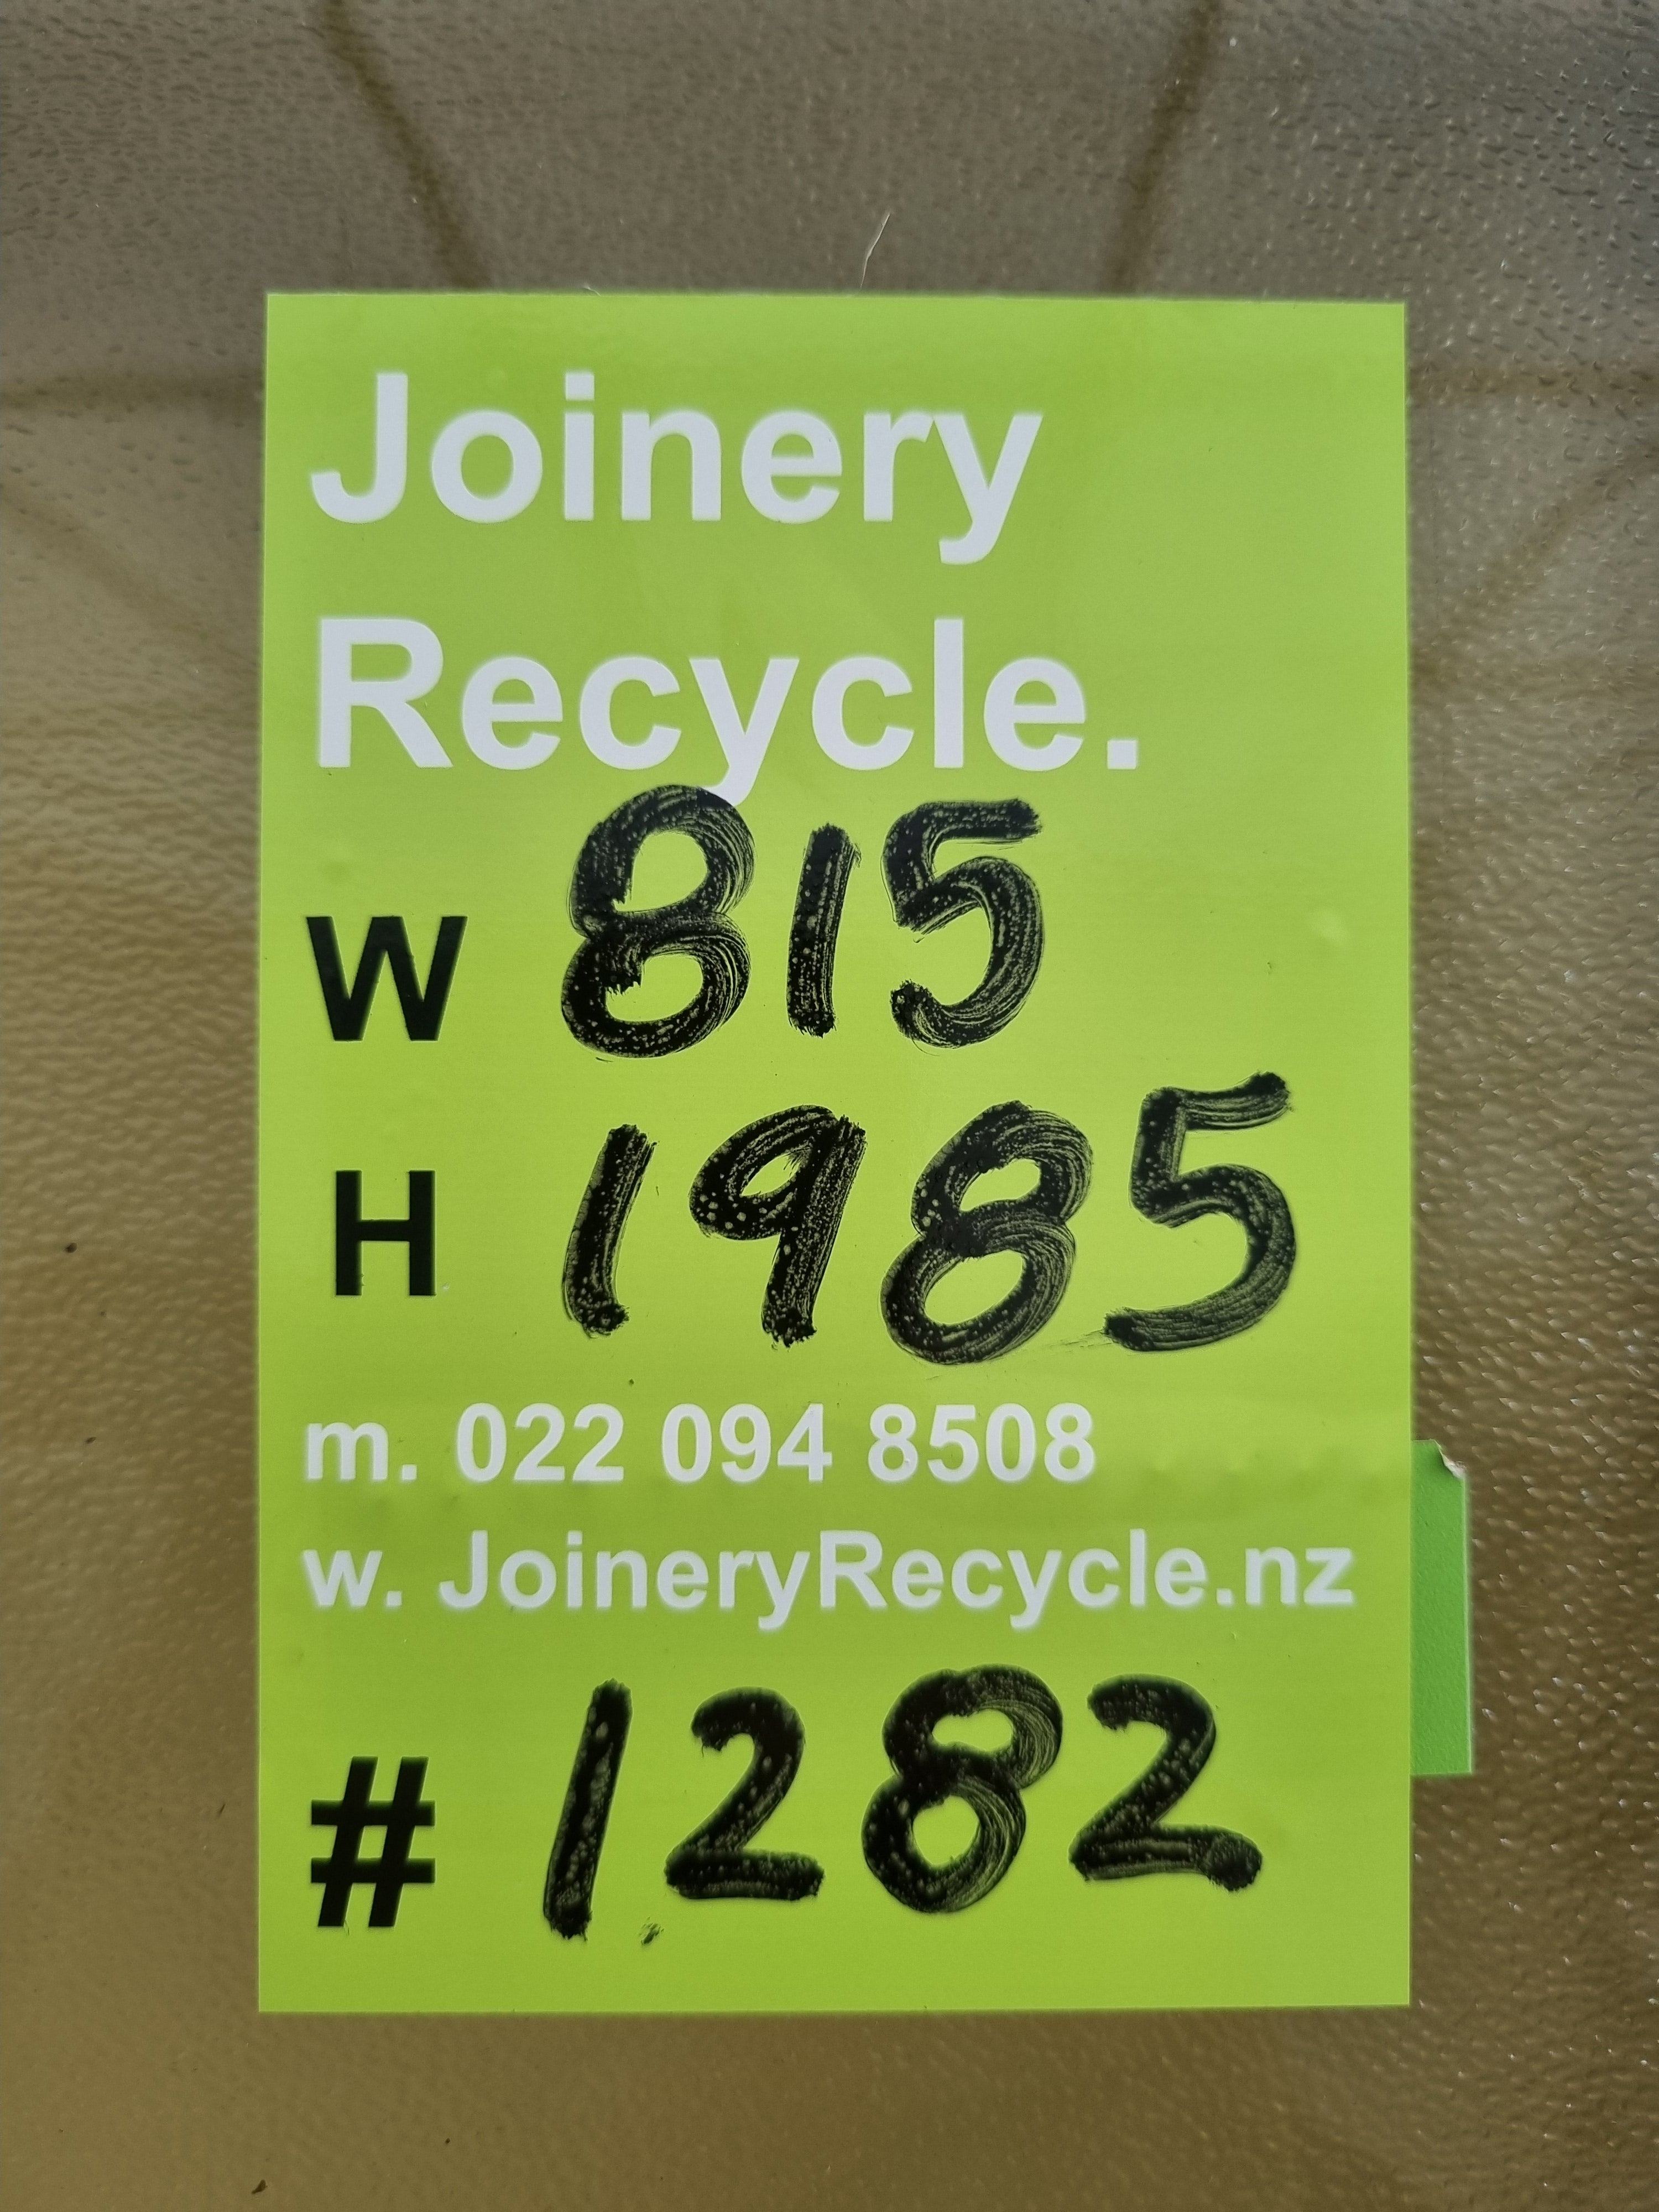 Joinery
Recycle.
W 815
H 1985
m. 022 094 8508
w. JoineryRecycle.nz
# 1282